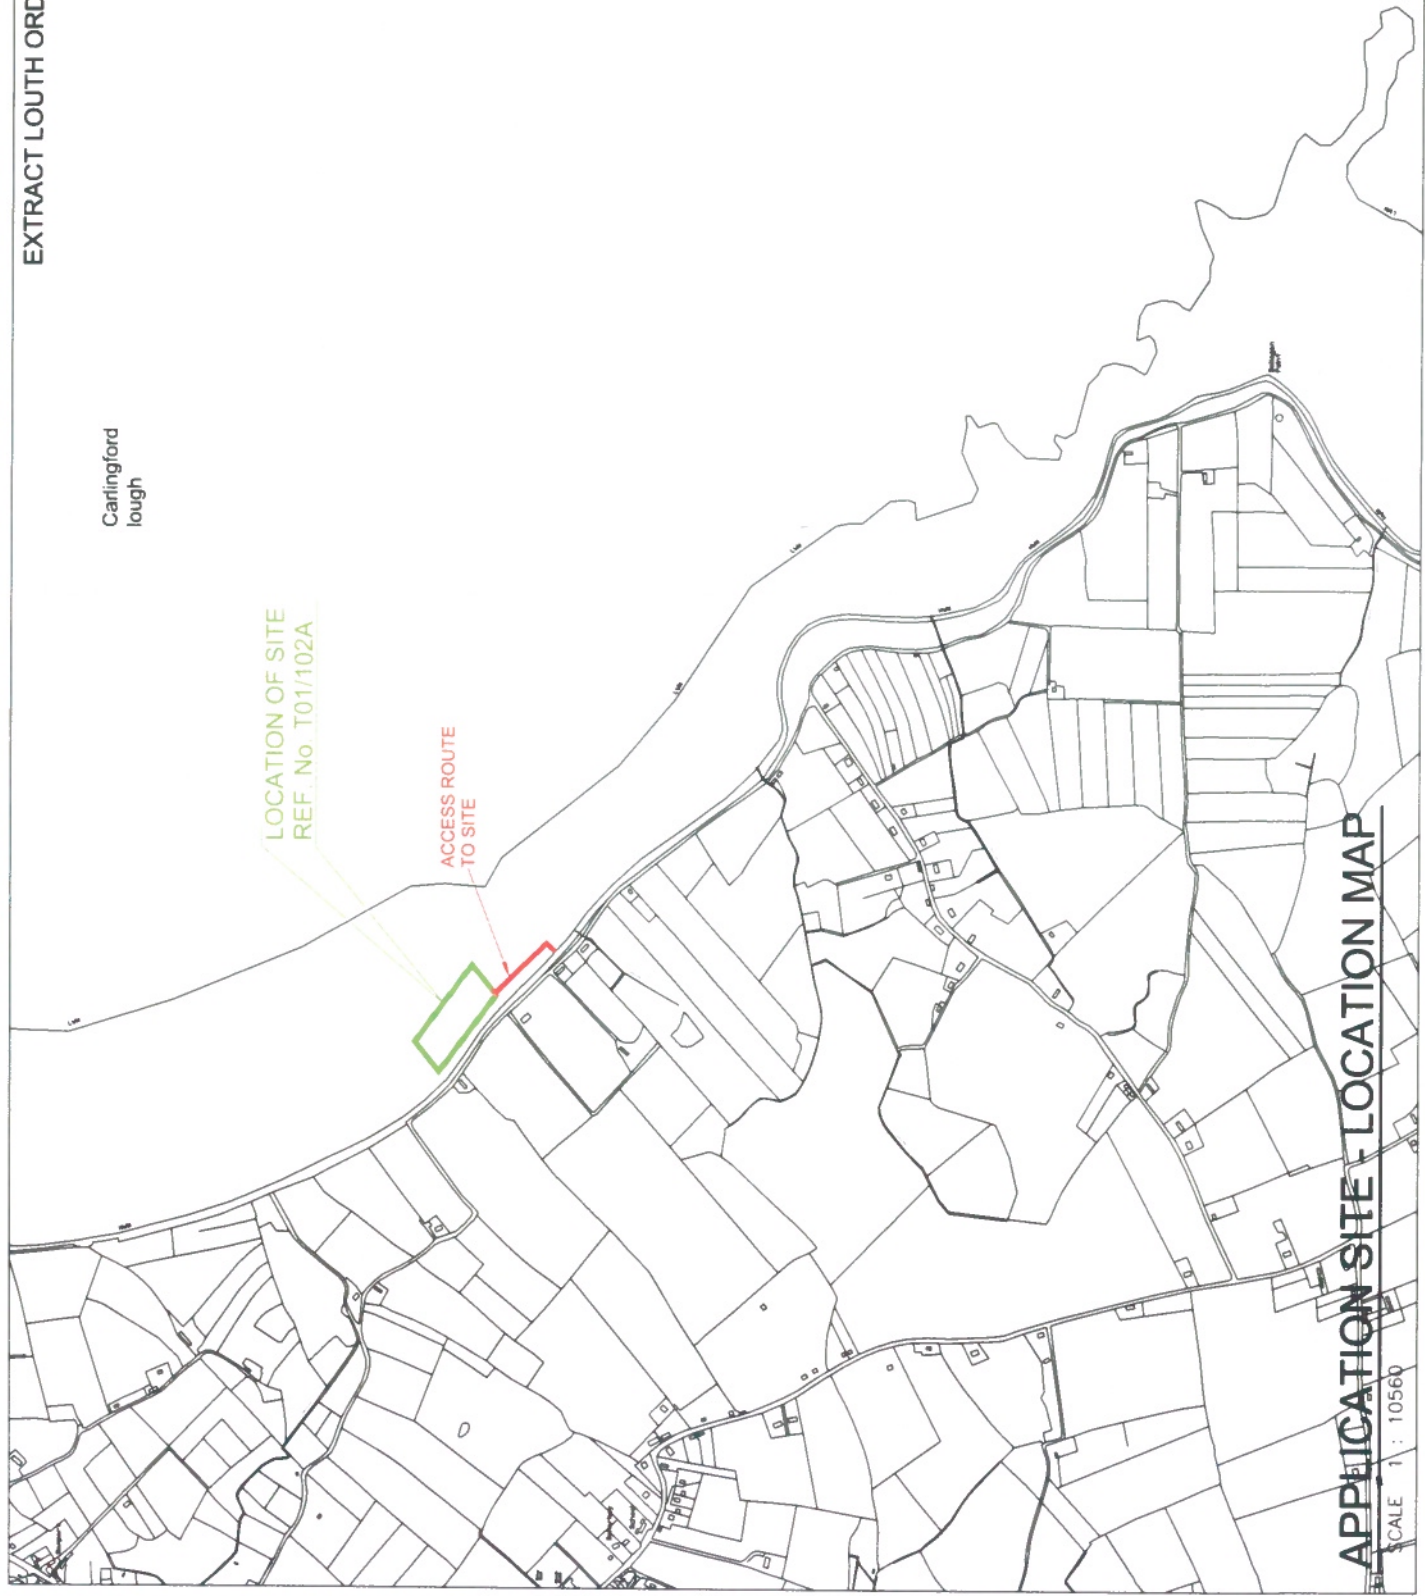 EXTRACT LOUTH ORD
Carlingford
lough
LOCATION OF SITE
REF. No. T01/102A
ACCESS ROUTE
TO SITE
APPLICATION SITE - LOCATION MAP
SCALE 1 : 10560